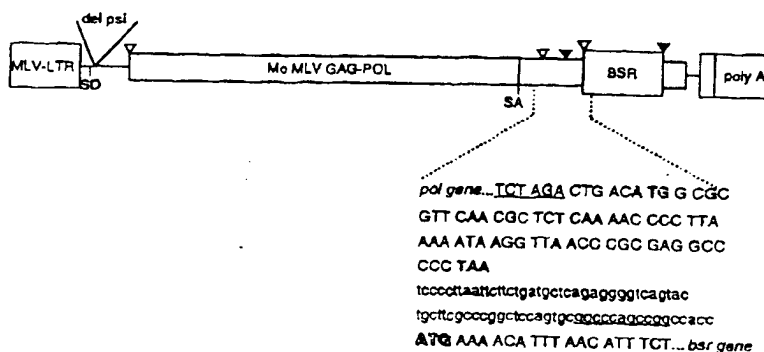 del psi
MLV-LTR
Mo MLV GAG-POL
BSR
poly A
SD
SA
pol gene... TCT AGA CTG ACA TG G CGC
GTT CAA CGC TCT CAA AAC CCC TTA
AAA ATA AGG TTA ACC CGC GAG GCC
CCC TAA
tccccttaattcttctgatgctcagaggggtcagtac
tgcttcgcccggctccagtgcggcccagccggccacc
ATG AAA ACA TTT AAC ATT TCT... bsr gene